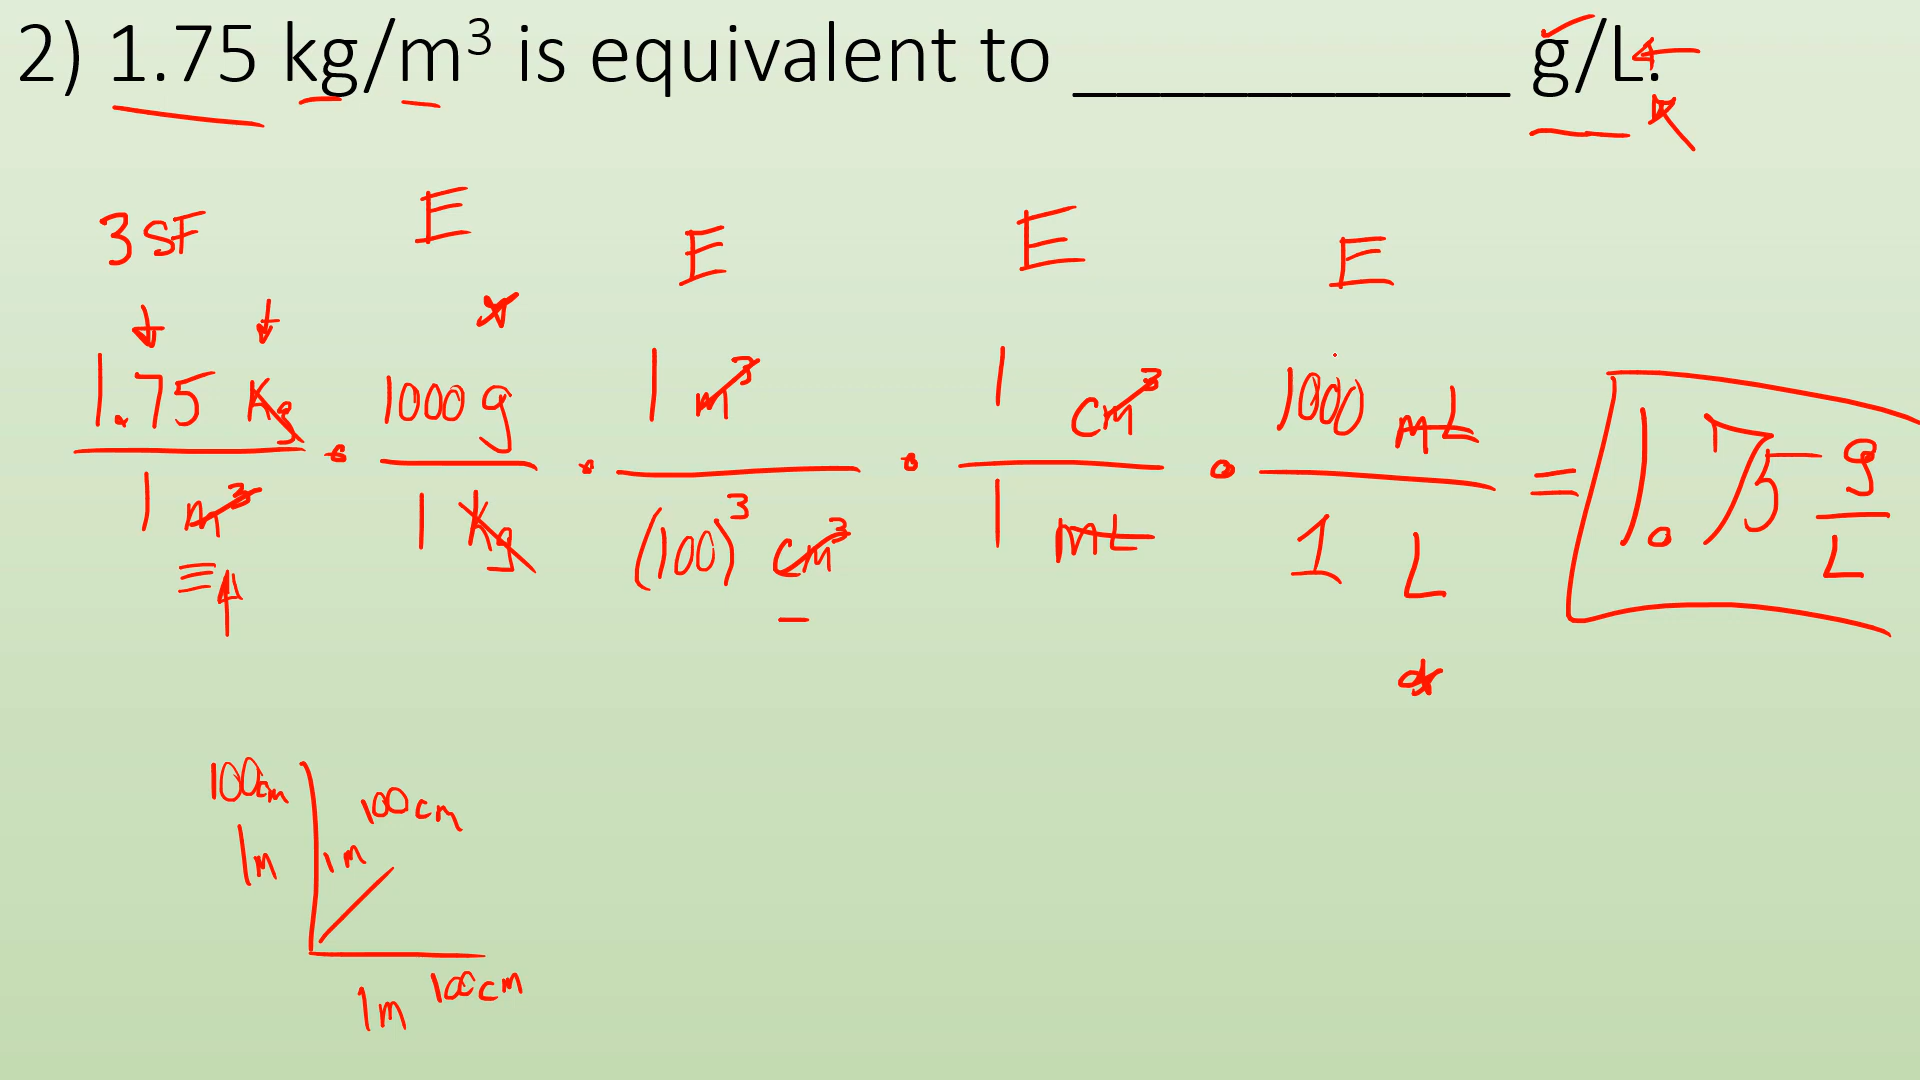 2) 1.75 kg/m³ is equivalent to ____________ g/L.
3 SF E E E E
1.75 Kg 1000 g 1 m³ 1 cm³ 1000 mL
1 m³ 1 Kg (100)³ cm³ 1 mL 1 L
= 1.75 g
L
100cm 100cm
1m 1m
1m 100cm